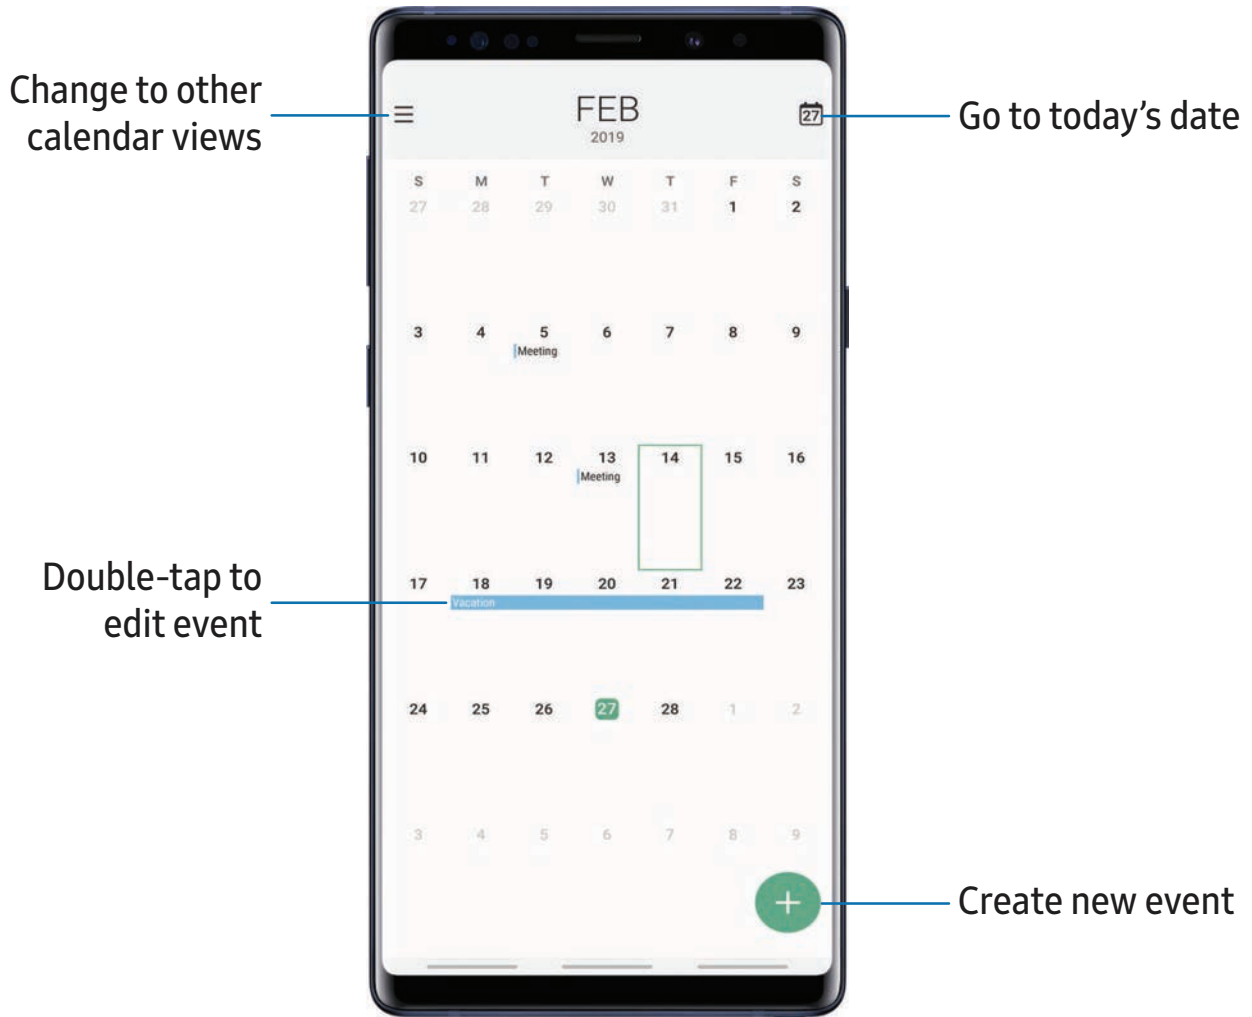 Change to other
calendar views
FEB
2019
27
Go to today's date
S M T W T F S
27 28 29 30 31 1 2
3 4 5 6 7 8 9
Meeting
10 11 12 13 14 15 16
Meeting
Double-tap to
edit event
17 18 19 20 21 22 23
Vacation
24 25 26 27 28 1 2
3 4 5 6 7 8 9
Create new event